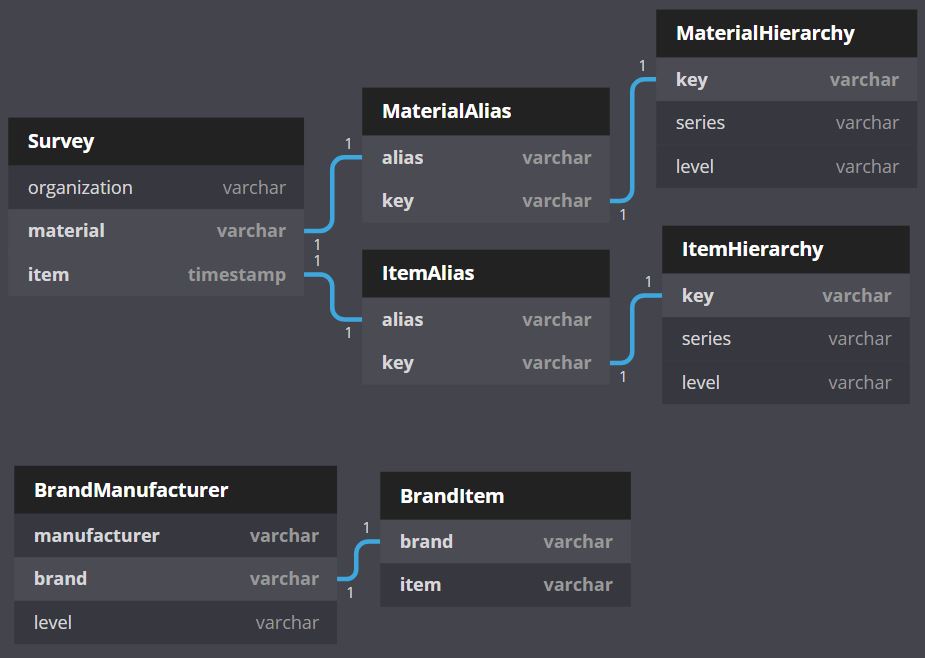 MaterialHierarchy
key varchar
series varchar
level varchar
1
MaterialAlias
alias varchar
key varchar
1
1
Survey
organization varchar
material varchar
item timestamp
1
1
ItemAlias
alias varchar
key varchar
1
1
ItemHierarchy
key varchar
series varchar
level varchar
1
BrandManufacturer
manufacturer varchar
brand varchar
level varchar
1
BrandItem
brand varchar
item varchar
1